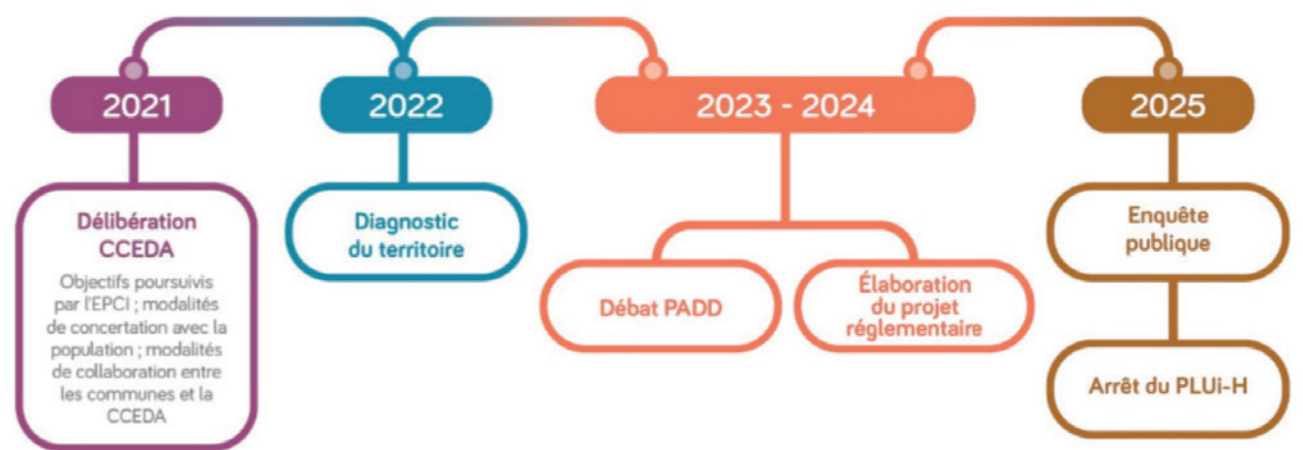 2021
Délibération
CCEDA
Objectifs poursuivis
par l'EPCI ; modalités
de concertation avec la
population ; modalités
de collaboration entre
les communes et la
CCEDA
2022
Diagnostic
du territoire
2023 - 2024
Débat PADD
Élaboration
du projet
réglementaire
2025
Enquête
publique
Arrêt du PLUi-H